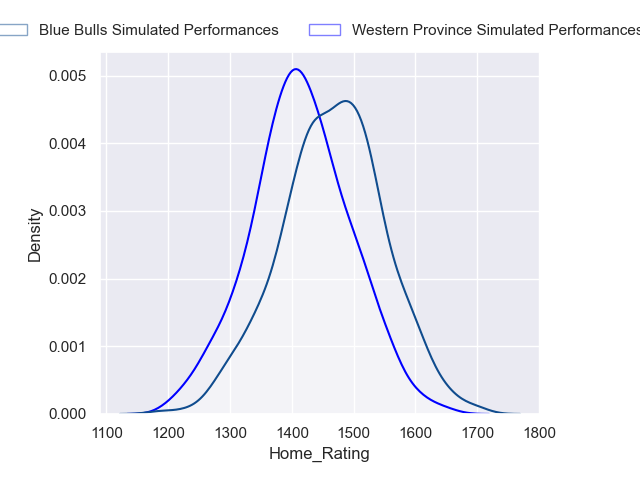 Blue Bulls Simulated Performances Western Province Simulated Performances
0.005
0.004
0.003
0.002
0.001
0.000
Density
1100 1200 1300 1400 1500 1600 1700 1800
Home_Rating